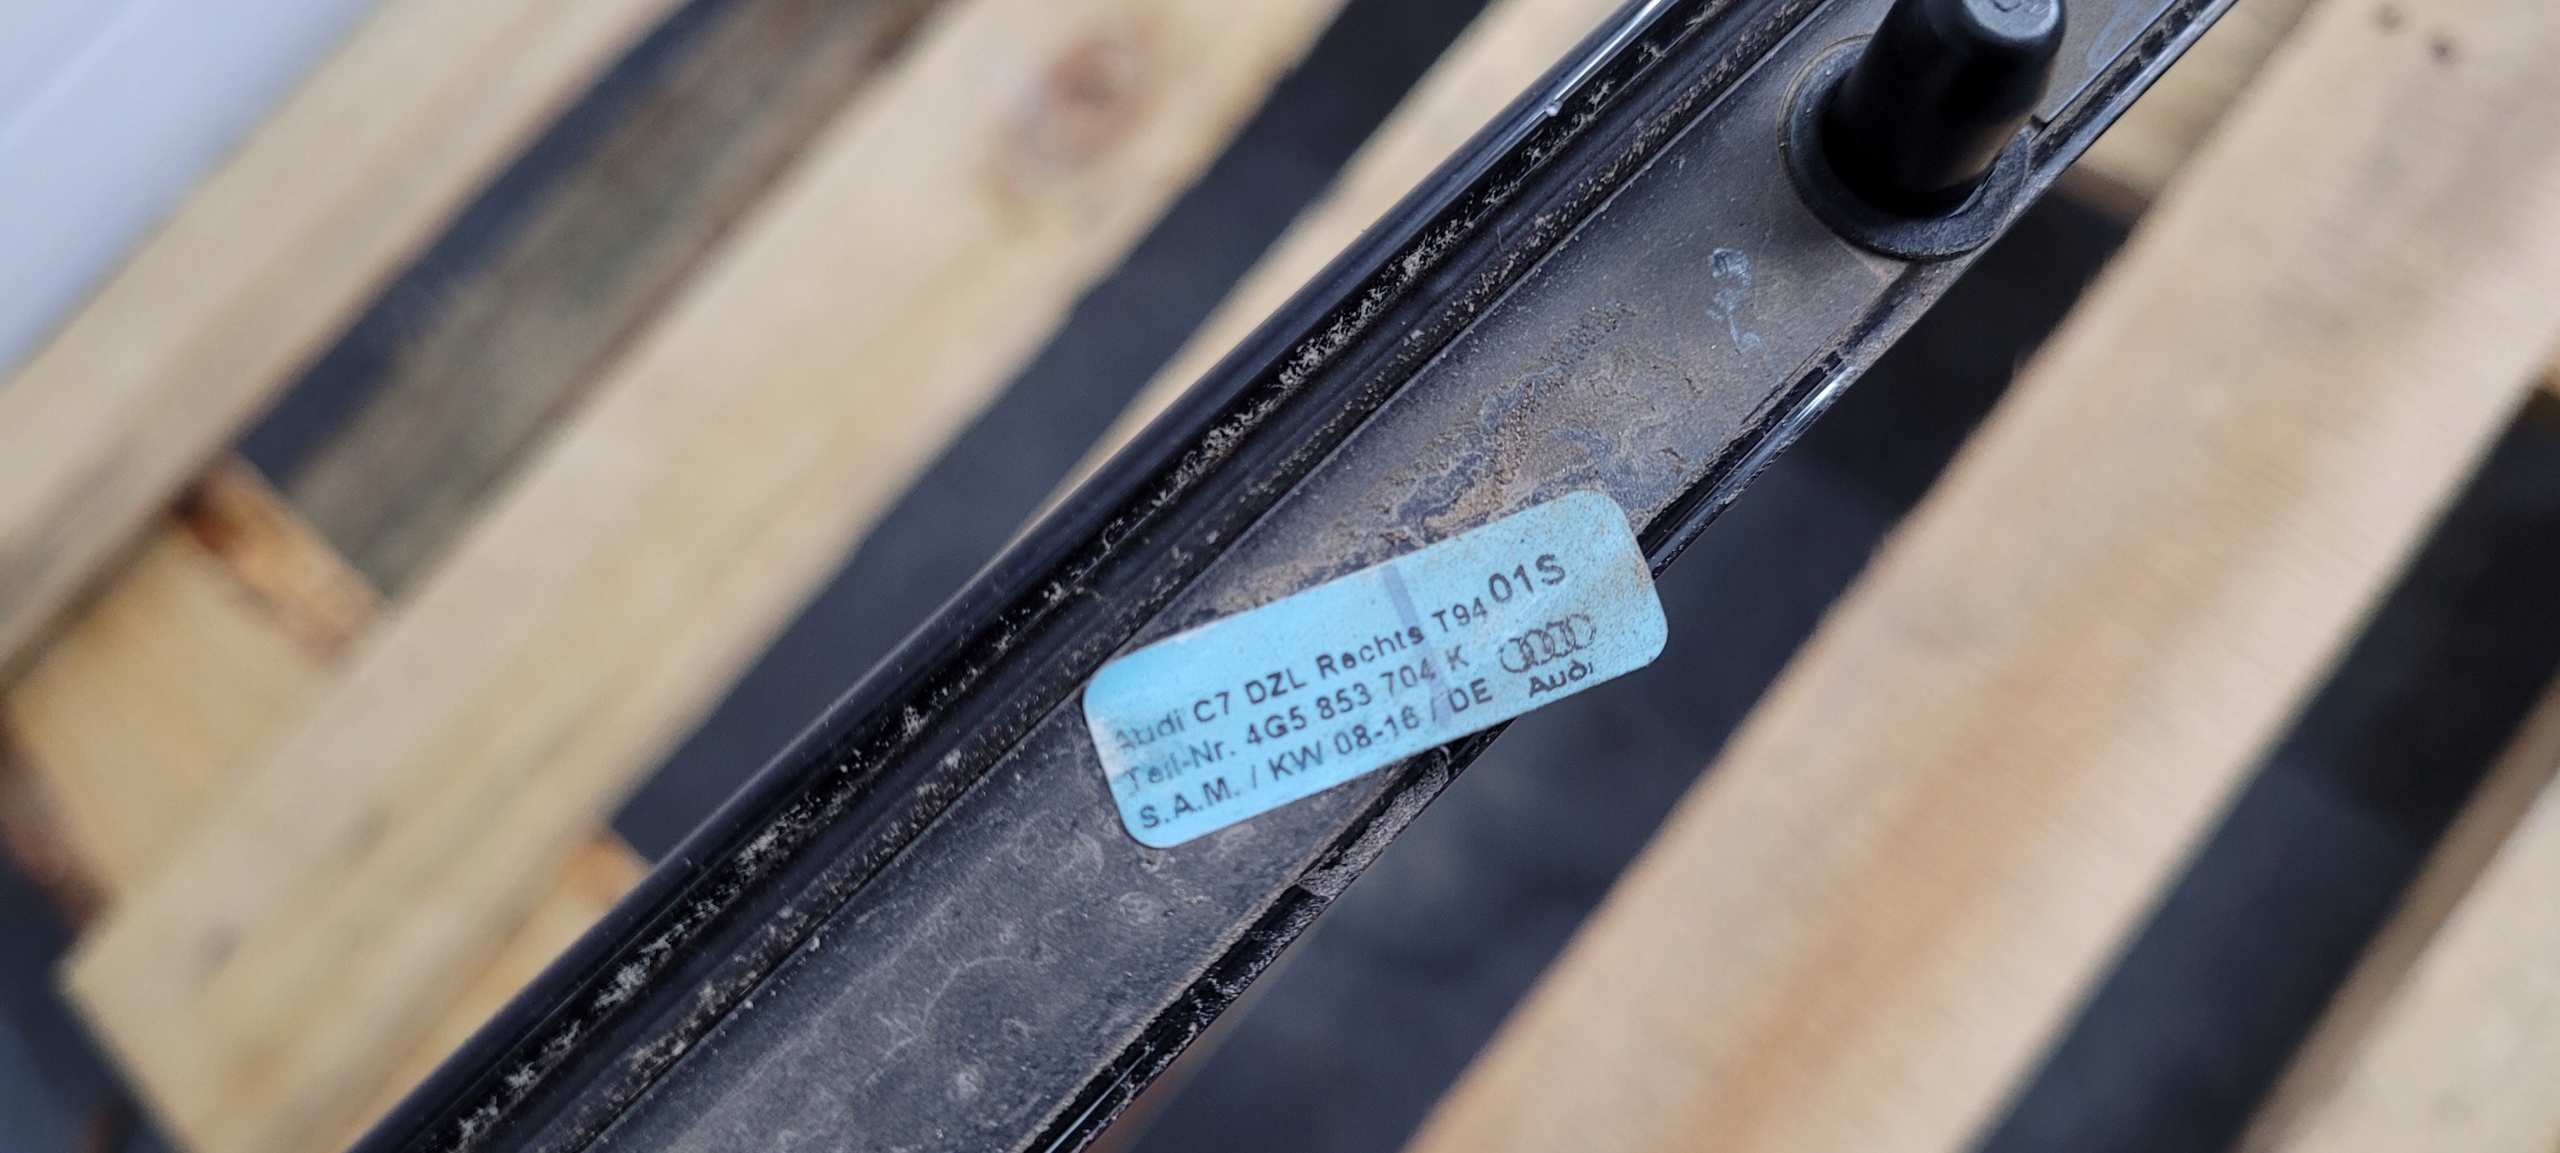 Audi C7 DZL Rechts T94 01S
Teil-Nr. 4G5 853 704 K
S.A.M. / KW 08-16 / DE
Audi